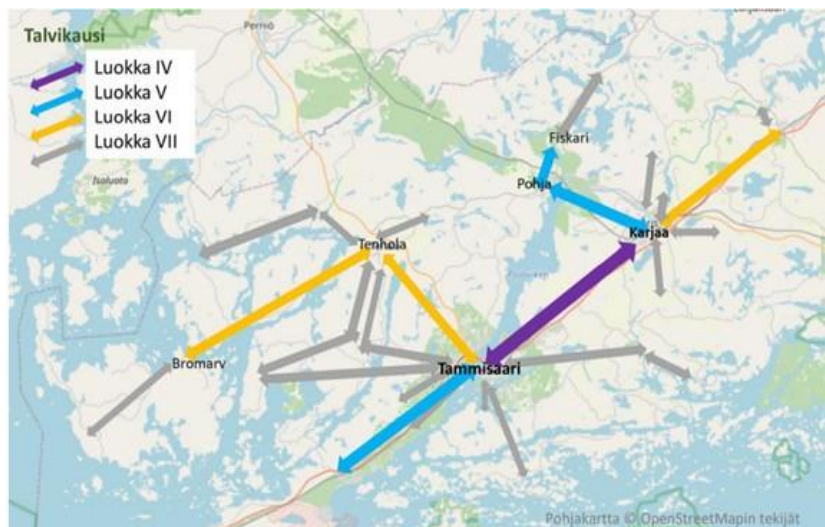 Talvikausi
Luokka IV
Luokka V
Luokka VI
Luokka VII
Perniö
Isoluoto
Fiskari
Pohja
Karjaa
Tenhola
Bromarv
Tammisaari
Pohjakartta © OpenStreetMapin tekijät